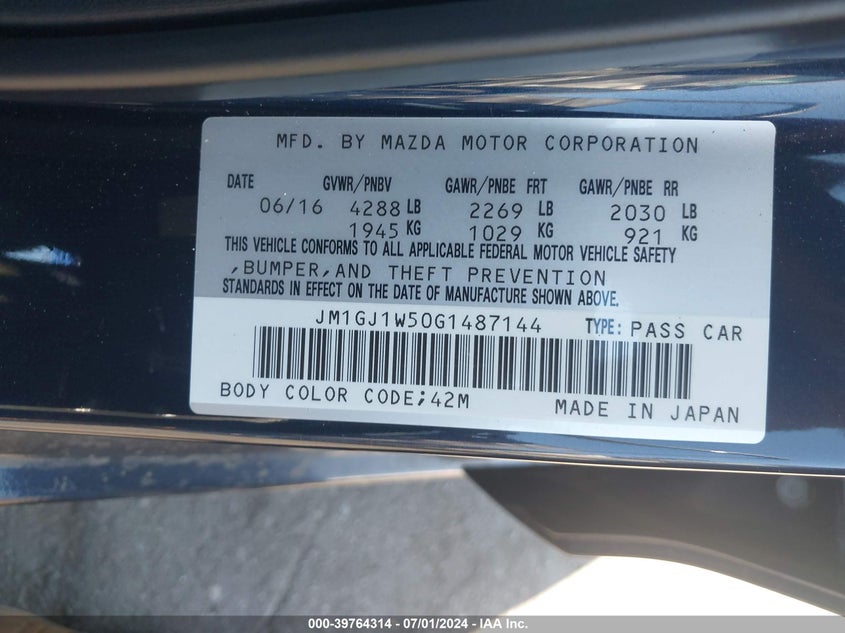 MFD. BY MAZDA MOTOR CORPORATION
DATE GVWR/PNBV GAWR/PNBE FRT GAWR/PNBE RR
06/16 4288 LB 2269 LB 2030 LB
1945 KG 1029 KG 921 KG
THIS VEHICLE CONFORMS TO ALL APPLICABLE FEDERAL MOTOR VEHICLE SAFETY
,BUMPER,AND THEFT PREVENTION
STANDARDS IN EFFECT ON THE DATE OF MANUFACTURE SHOWN ABOVE.
JM1GJ1W50G1487144 TYPE: PASS CAR
BODY COLOR CODE;42M
MADE IN JAPAN
000-39764314 / 07/01/2024 - IAA Inc.